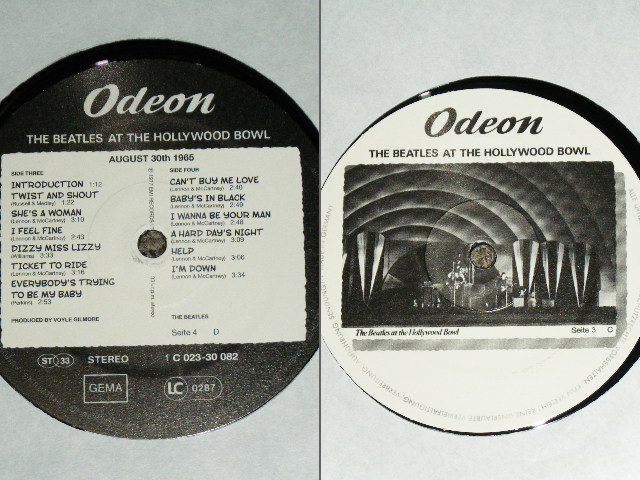 Odeon
THE BEATLES AT THE HOLLYWOOD BOWL
AUGUST 30th 1965
SIDE THREE
INTRODUCTION 1:12
TWIST AND SHOUT
(Russell & Medley) 1:22
SHE'S A WOMAN
(Lennon & McCartney) 3:10
I FEEL FINE
(Lennon & McCartney) 2:43
DIZZY MISS LIZZY
(Williams) 3:33
TICKET TO RIDE
(Lennon & McCartney) 3:16
EVERYBODY'S TRYING
TO BE MY BABY
(Perkins) 2:53
PRODUCED BY VOYLE GILMORE
SIDE FOUR
CAN'T BUY ME LOVE
(Lennon & McCartney) 2:40
BABY'S IN BLACK
(Lennon & McCartney) 2:49
I WANNA BE YOUR MAN
(Lennon & McCartney) 2:48
A HARD DAY'S NIGHT
(Lennon & McCartney) 3:09
HELP
(Lennon & McCartney) 3:06
I'M DOWN
(Lennon & McCartney) 3:34
THE BEATLES
Seite 4 D
ST 33 STEREO 1 C 023-30 082
GEMA LC 0287
Odeon
THE BEATLES AT THE HOLLYWOOD BOWL
The Beatles at the Hollywood Bowl
Seite 3 C